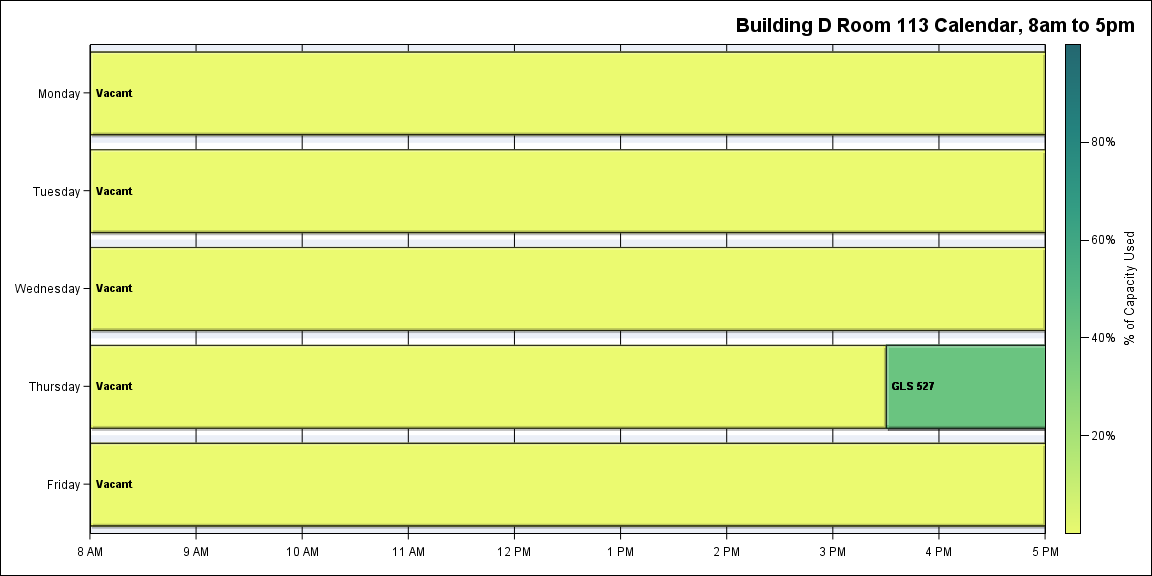 Building D Room 113 Calendar, 8am to 5pm
Monday
Vacant
80%
Tuesday
Vacant
60%
Wednesday
Vacant
% of Capacity Used
40%
Thursday
Vacant
GLS 527
20%
Friday
Vacant
8 AM 9 AM 10 AM 11 AM 12 PM 1 PM 2 PM 3 PM 4 PM 5 PM